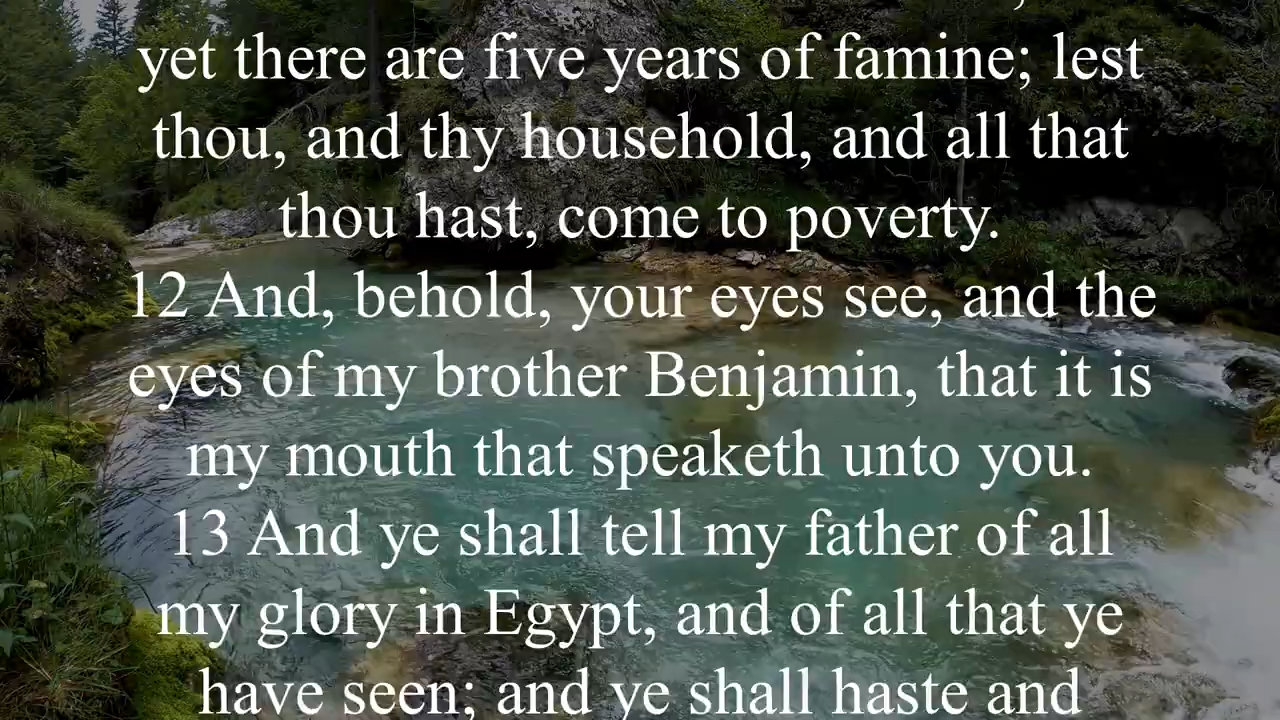 yet there are five years of famine; lest
thou, and thy household, and all that
thou hast, come to poverty.
12 And, behold, your eyes see, and the
eyes of my brother Benjamin, that it is
my mouth that speaketh unto you.
13 And ye shall tell my father of all
my glory in Egypt, and of all that ye
have seen; and ye shall haste and